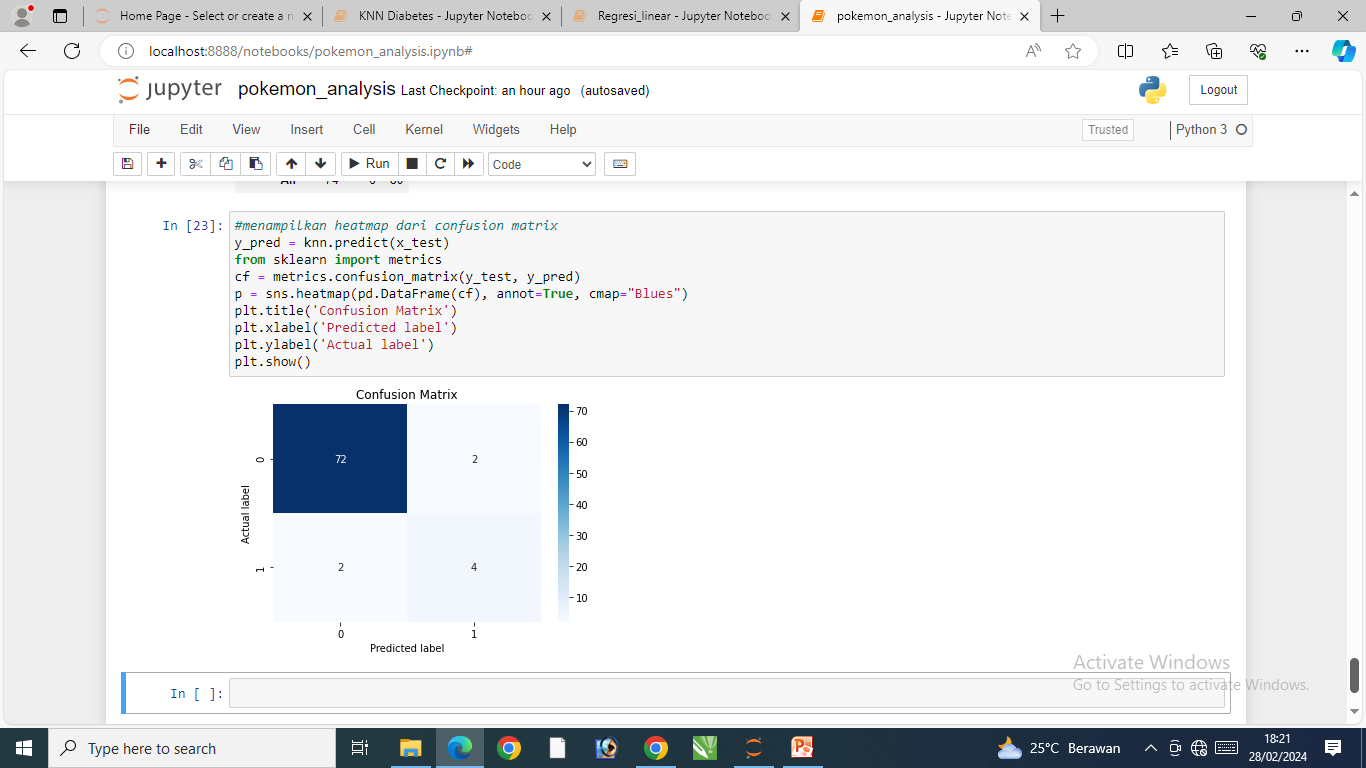 Home Page - Select or create a n
KNN Diabetes - Jupyter Noteboo
Regresi_linear - Jupyter Noteboo
pokemon_analysis - Jupyter Note
localhost:8888/notebooks/pokemon_analysis.ipynb#
jupyter pokemon_analysis Last Checkpoint: an hour ago (autosaved)
Logout
File Edit View Insert Cell Kernel Widgets Help
Trusted Python 3
Run Code
In [23]: #menampilkan heatmap dari confusion matrix
y_pred = knn.predict(x_test)
from sklearn import metrics
cf = metrics.confusion_matrix(y_test, y_pred)
p = sns.heatmap(pd.DataFrame(cf), annot=True, cmap="Blues")
plt.title('Confusion Matrix')
plt.xlabel('Predicted label')
plt.ylabel('Actual label')
plt.show()
Confusion Matrix
Actual label
0
1
72 2
2 4
0 1
Predicted label
70
60
50
40
30
20
10
In [ ]:
Activate Windows
Go to Settings to activate Windows.
Type here to search
25°C Berawan
18:21
28/02/2024